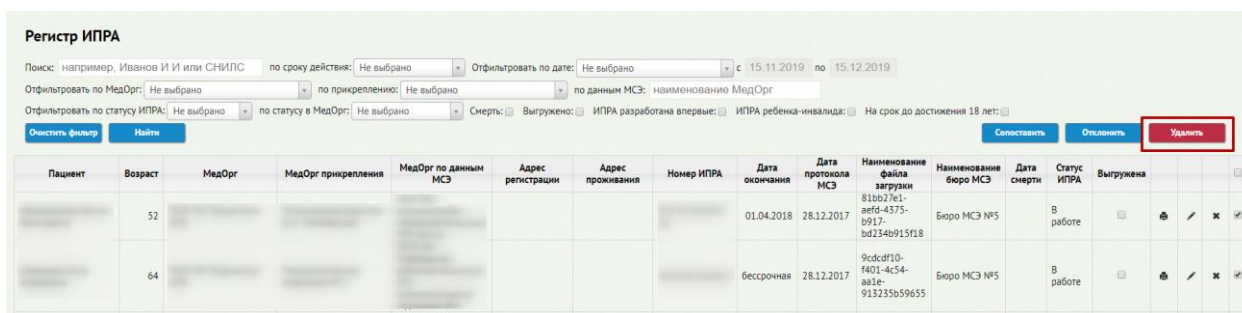 Регистр ИПРА
Поиск: например, Иванов И И или СНИЛС по сроку действия: Не выбрано Отфильтровать по дате: Не выбрано с 15.11.2019 по 15.12.2019
Отфильтровать по МедОрг: Не выбрано по прикреплению: Не выбрано по данным МСЭ: наименование МедОрг
Отфильтровать по статусу ИПРА: Не выбрано по статусу в МедОрг: Не выбрано Смерть: Выгружено: ИПРА разработана впервые: ИПРА ребенка-инвалида: На срок до достижения 18 лет:
Очистить фильтр Найти Сопоставить Отклонить Удалить
Пациент Возраст МедОрг МедОрг прикрепления МедОрг по данным МСЭ Адрес регистрации Адрес проживания Номер ИПРА Дата окончания Дата протокола МСЭ Наименование файла загрузки Наименование бюро МСЭ Дата смерти Статус ИПРА Выгружена
52 01.04.2018 28.12.2017 81bb27e1-aefd-4375-b917-bd234b915f18 Бюро МСЭ №5 В работе
64 бессрочная 28.12.2017 9cdcdf10-f401-4c54-aa1e-913235b59655 Бюро МСЭ №5 В работе